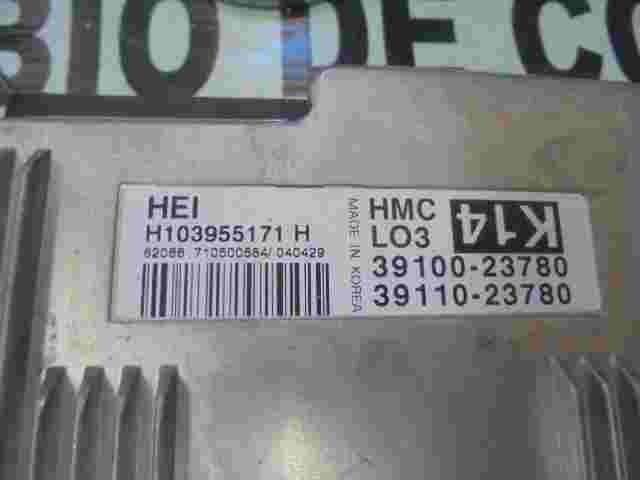 BIO DE CO
HEI
H103955171 H
62086 710500564/ 040429
MADE IN KOREA
HMC
LO3
K14
39100-23780
39110-23780